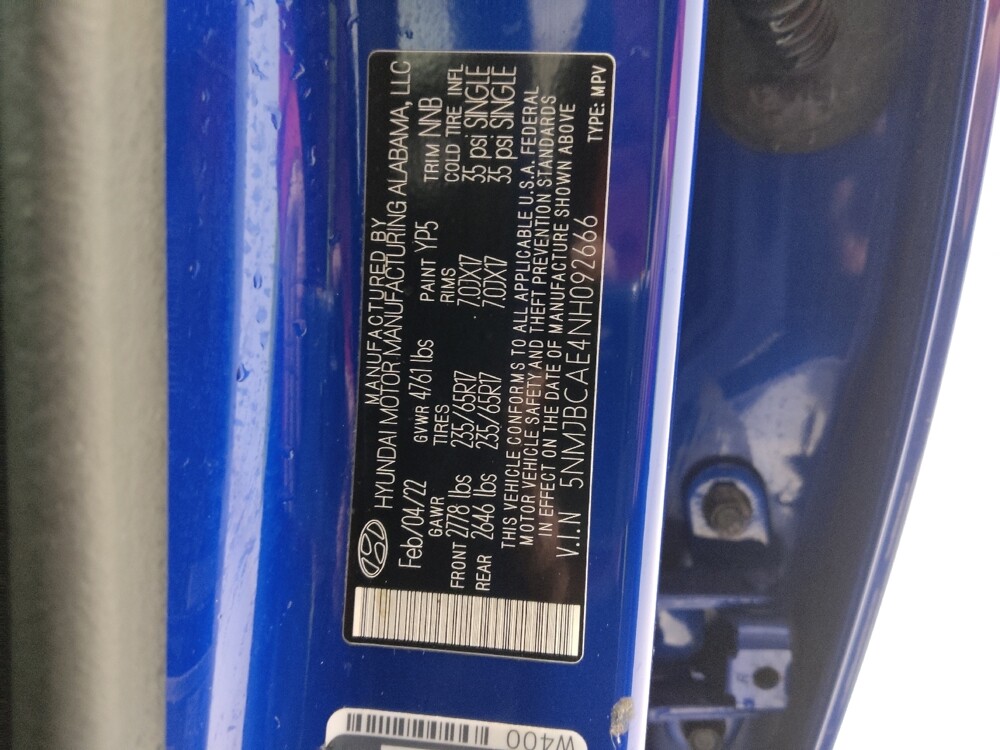 MANUFACTURED BY
HYUNDAI MOTOR MANUFACTURING ALABAMA, LLC
Feb/04/22 GVWR 4761 lbs PAINT YP5 TRIM NNB
GAWR TIRES RIMS COLD TIRE INFL
FRONT 2778 lbs 235/65R17 7.0JX17 35 psi SINGLE
REAR 2646 lbs 235/65R17 7.0JX17 35 psi SINGLE
THIS VEHICLE CONFORMS TO ALL APPLICABLE U.S.A. FEDERAL
MOTOR VEHICLE SAFETY AND THEFT PREVENTION STANDARDS
IN EFFECT ON THE DATE OF MANUFACTURE SHOWN ABOVE
V.I.N 5NMJBCAE4NH092666 TYPE: MPV
W400